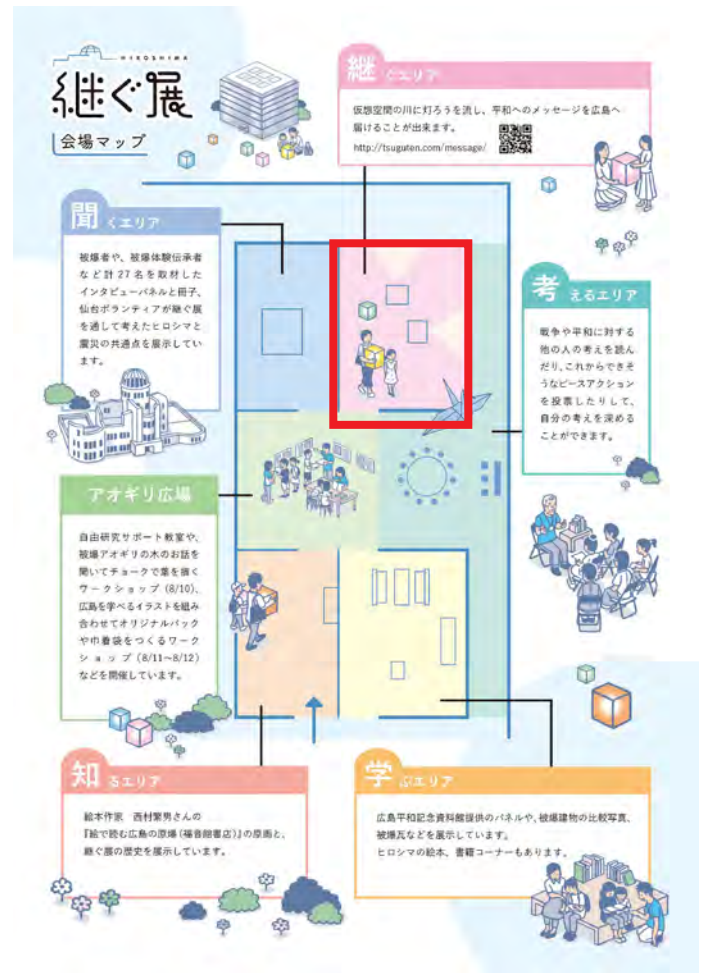 HIROSHIMA
継ぐ展
会場マップ
継ぐエリア
仮想空間の川に灯ろうを流し、平和へのメッセージを広島へ
届けることが出来ます。
http://tsuguten.com/message/
聞くエリア
被爆者や、被爆体験伝承者
など計27名を取材した
インタビューパネルと冊子、
仙台ボランティアが継ぐ展
を通して考えたヒロシマと
震災の共通点を展示してい
ます。
考えるエリア
戦争や平和に対する
他の人の考えを読ん
だり、これからできそ
うなピースアクション
を投票したりして、
自分の考えを深める
ことができます。
アオギリ広場
自由研究サポート教室や、
被爆アオギリの木のお話を
聞いてチョークで葉を描く
ワークショップ(8/10)、
広島を学べるイラストを組み
合わせてオリジナルバック
や巾着袋をつくるワーク
ショップ(8/11〜8/12)
などを開催しています。
知るエリア
絵本作家 西村繁男さんの
『絵で読む広島の原爆(福音館書店)』の原画と、
継ぐ展の歴史を展示しています。
学ぶエリア
広島平和記念資料館提供のパネルや、被爆建物の比較写真、
被爆瓦などを展示しています。
ヒロシマの絵本、書籍コーナーもあります。